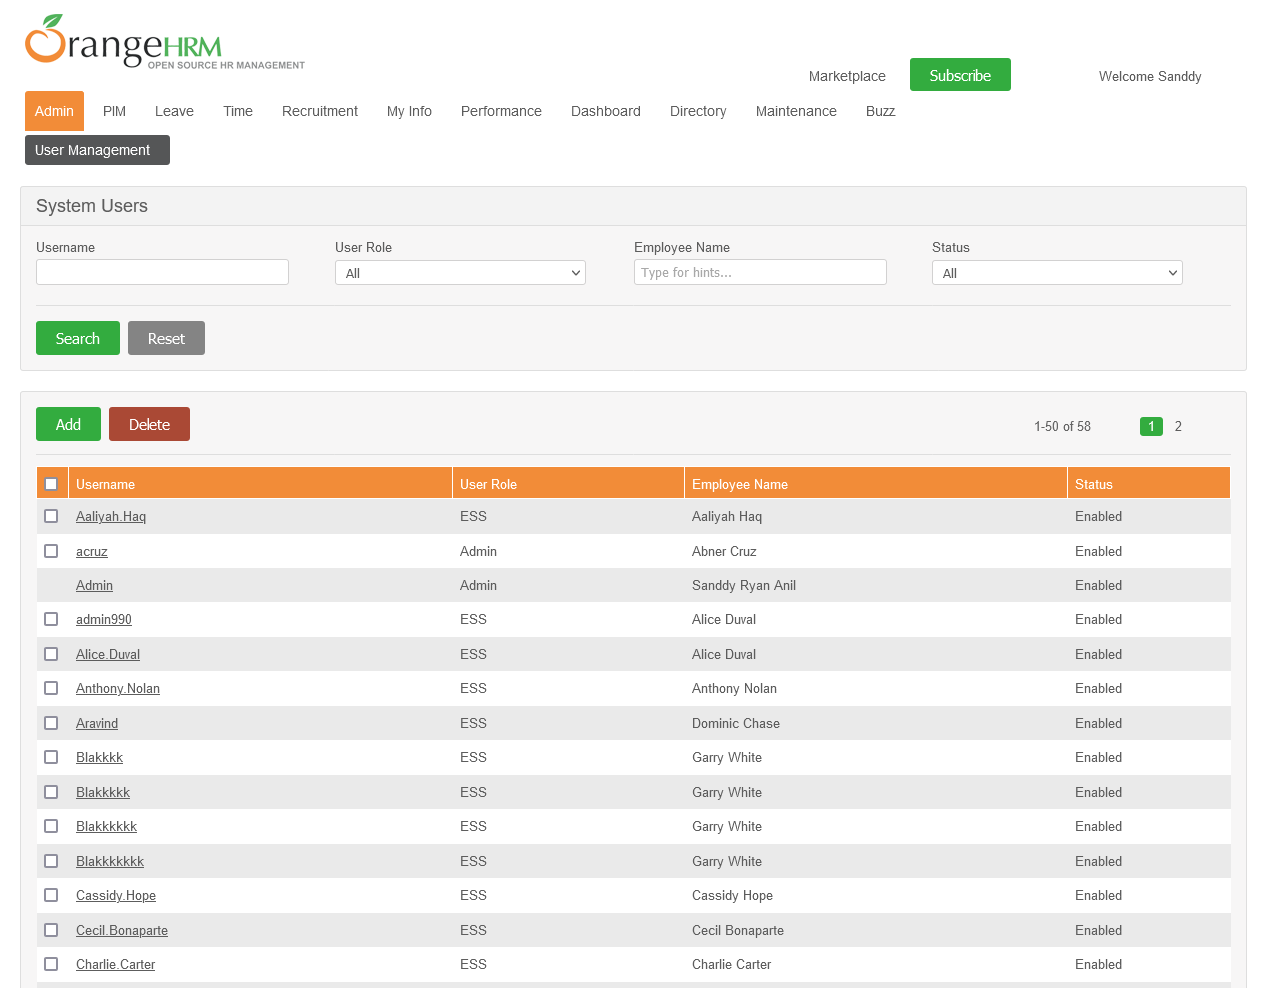 OrangeHRM
OPEN SOURCE HR MANAGEMENT
Marketplace Subscribe Welcome Sanddy
Admin PIM Leave Time Recruitment My Info Performance Dashboard Directory Maintenance Buzz
User Management
System Users
Username User Role Employee Name Status
All Type for hints... All
Search Reset
Add Delete 1-50 of 58 1 2
Username User Role Employee Name Status
Aaliyah.Haq ESS Aaliyah Haq Enabled
acruz Admin Abner Cruz Enabled
Admin Admin Sanddy Ryan Anil Enabled
admin990 ESS Alice Duval Enabled
Alice.Duval ESS Alice Duval Enabled
Anthony.Nolan ESS Anthony Nolan Enabled
Aravind ESS Dominic Chase Enabled
Blakkkk ESS Garry White Enabled
Blakkkkk ESS Garry White Enabled
Blakkkkkk ESS Garry White Enabled
Blakkkkkkk ESS Garry White Enabled
Cassidy.Hope ESS Cassidy Hope Enabled
Cecil.Bonaparte ESS Cecil Bonaparte Enabled
Charlie.Carter ESS Charlie Carter Enabled